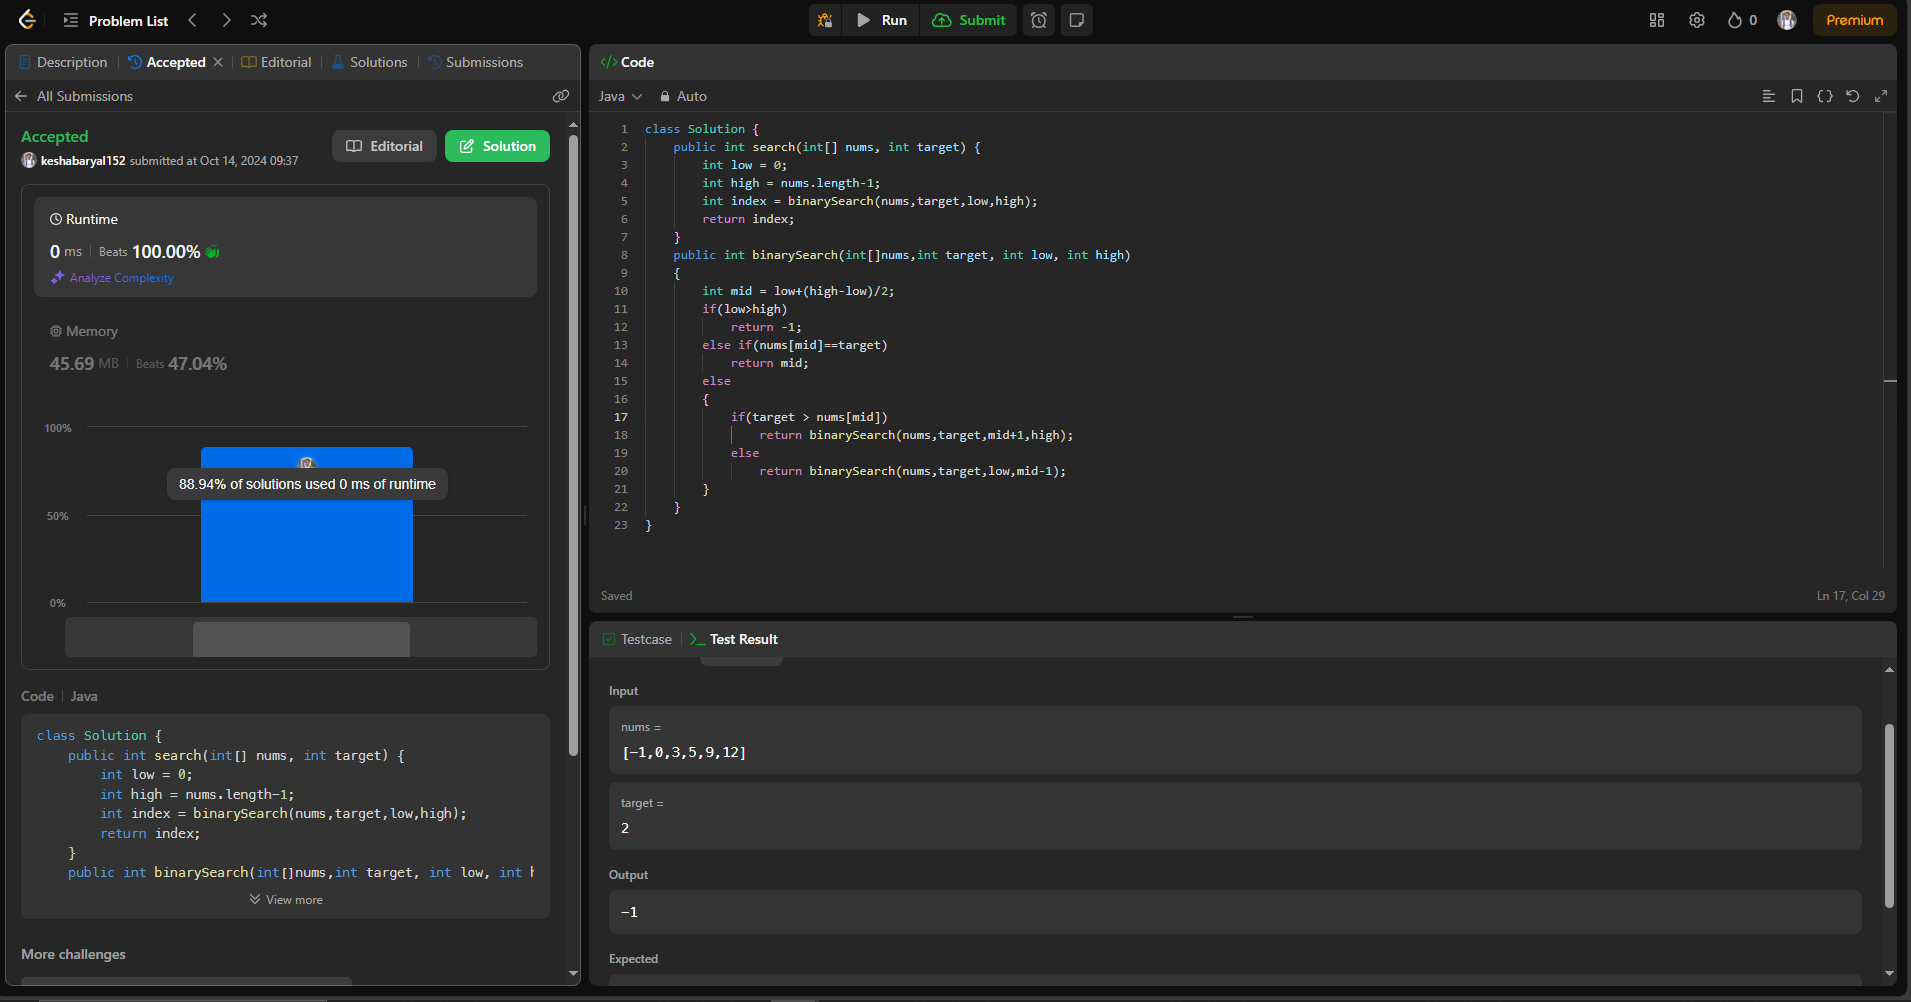 Problem List
Run
Submit
0
Premium
Description
Accepted
Editorial
Solutions
Submissions
All Submissions
Accepted
keshabaryal152 submitted at Oct 14, 2024 09:37
Editorial
Solution
Runtime
0 ms
Beats 100.00%
Analyze Complexity
Memory
45.69 MB
Beats 47.04%
100%
88.94% of solutions used 0 ms of runtime
50%
0%
Code
Java
class Solution {
public int search(int[] nums, int target) {
int low = 0;
int high = nums.length-1;
int index = binarySearch(nums,target,low,high);
return index;
}
public int binarySearch(int[]nums,int target, int low, int h
View more
More challenges
</> Code
Java
Auto
1 class Solution {
2 public int search(int[] nums, int target) {
3 int low = 0;
4 int high = nums.length-1;
5 int index = binarySearch(nums,target,low,high);
6 return index;
7 }
8 public int binarySearch(int[]nums,int target, int low, int high)
9 {
10 int mid = low+(high-low)/2;
11 if(low>high)
12 return -1;
13 else if(nums[mid]==target)
14 return mid;
15 else
16 {
17 if(target > nums[mid])
18 return binarySearch(nums,target,mid+1,high);
19 else
20 return binarySearch(nums,target,low,mid-1);
21 }
22 }
23 }
Saved
Ln 17, Col 29
Testcase
Test Result
Input
nums =
[-1,0,3,5,9,12]
target =
2
Output
-1
Expected